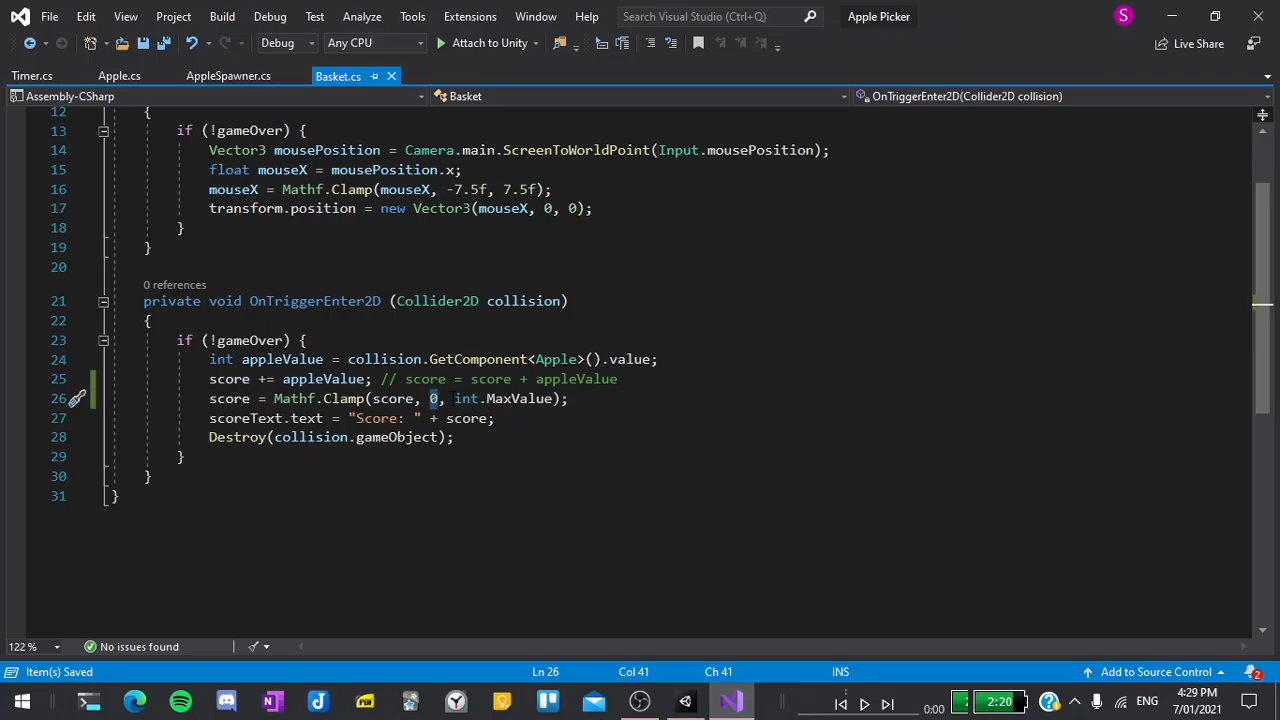 File Edit View Project Build Debug Test Analyze Tools Extensions Window Help Search Visual Studio (Ctrl+Q) Apple Picker S
Debug Any CPU Attach to Unity Live Share
Timer.cs Apple.cs AppleSpawner.cs Basket.cs
Assembly-CSharp Basket OnTriggerEnter2D(Collider2D collision)
12 {
13 if (!gameOver) {
14 Vector3 mousePosition = Camera.main.ScreenToWorldPoint(Input.mousePosition);
15 float mouseX = mousePosition.x;
16 mouseX = Mathf.Clamp(mouseX, -7.5f, 7.5f);
17 transform.position = new Vector3(mouseX, 0, 0);
18 }
19 }
20
0 references
21 private void OnTriggerEnter2D (Collider2D collision)
22 {
23 if (!gameOver) {
24 int appleValue = collision.GetComponent<Apple>().value;
25 score += appleValue; // score = score + appleValue
26 score = Mathf.Clamp(score, 0, int.MaxValue);
27 scoreText.text = "Score: " + score;
28 Destroy(collision.gameObject);
29 }
30 }
31 }
122 % No issues found
Item(s) Saved Ln 26 Col 41 Ch 41 INS Add to Source Control 2
0:00 2:20 ENG 4:29 PM
7/01/2021